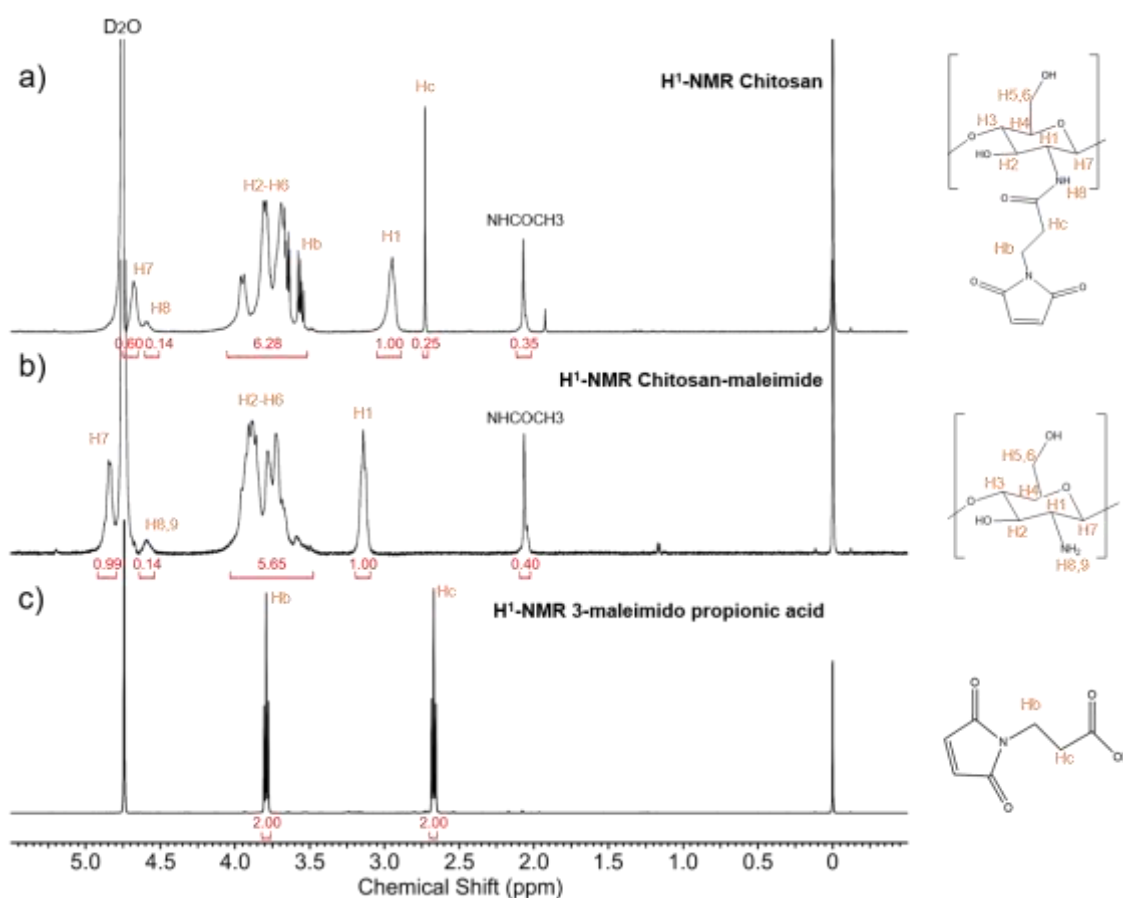 D2O
a)
H¹-NMR Chitosan
Hc
H2-H6
Hb
H1
NHCOCH3
H7
H8
0.60 0.14 6.28 1.00 0.25 0.35
OH
H5,6
H3 H4 O
O H1
HO H2 H7
NH
H8
O
Hc
Hb
N
O O
b)
H¹-NMR Chitosan-maleimide
H2-H6
H1
NHCOCH3
H7
H8,9
0.99 0.14 5.65 1.00 0.40
OH
H5,6
H3 H4 O
O H1
HO H2 H7
NH₂
H8,9
c)
H¹-NMR 3-maleimido propionic acid
Hb
Hc
2.00 2.00
O
Hb O
N
Hc O
O
5.0 4.5 4.0 3.5 3.0 2.5 2.0 1.5 1.0 0.5 0
Chemical Shift (ppm)